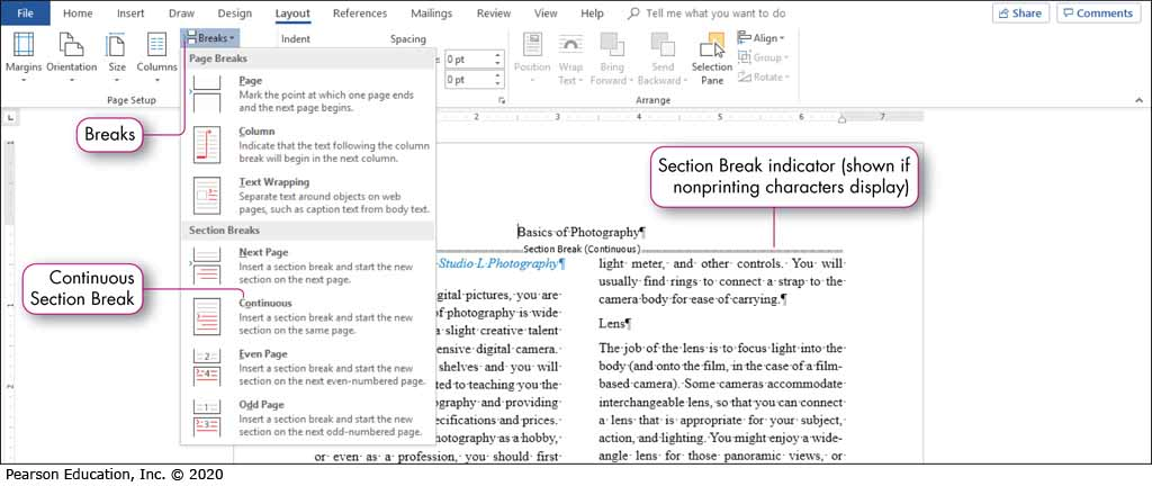 File Home Insert Draw Design Layout References Mailings Review View Help Tell me what you want to do Share Comments
Margins Orientation Size Columns
Breaks
Indent Spacing
0 pt
0 pt
Position Wrap Text Bring Forward Send Backward Selection Pane
Align
Group
Rotate
Page Setup Arrange
Page Breaks
Page
Mark the point at which one page ends
and the next page begins.
Column
Indicate that the text following the column
break will begin in the next column.
Text Wrapping
Separate text around objects on web
pages, such as caption text from body text.
Section Breaks
Next Page
Insert a section break and start the new
section on the next page.
Continuous
Insert a section break and start the new
section on the same page.
Even Page
Insert a section break and start the new
section on the next even-numbered page.
Odd Page
Insert a section break and start the new
section on the next odd-numbered page.
Breaks
Continuous
Section Break
Section Break indicator (shown if
nonprinting characters display)
2 3 4 5 6 7
Basics·of·Photography¶
Section Break (Continuous)
Studio·L·Photography¶
gital·pictures,·you·are·
f·photography·is·wide·
a·slight·creative·talent·
ensive·digital·camera.·
shelves·and·you·will·
ted·to·teaching·you·the·
ography·and·providing·
ecifications·and·prices.·
hotography·as·a·hobby,·
or·even·as·a·profession,·you·should·first·
light·meter,·and·other·controls.·You·will·
usually·find·rings·to·connect·a·strap·to·the·
camera·body·for·ease·of·carrying.¶
Lens¶
The·job·of·the·lens·is·to·focus·light·into·the·
body·(and·onto·the·film,·in·the·case·of·a·film-
based·camera).·Some·cameras·accommodate·
interchangeable·lens,·so·that·you·can·connect·
a·lens·that·is·appropriate·for·your·subject,·
action,·and·lighting.·You·might·enjoy·a·wide-
angle·lens·for·those·panoramic·views,·or·
Pearson Education, Inc. © 2020